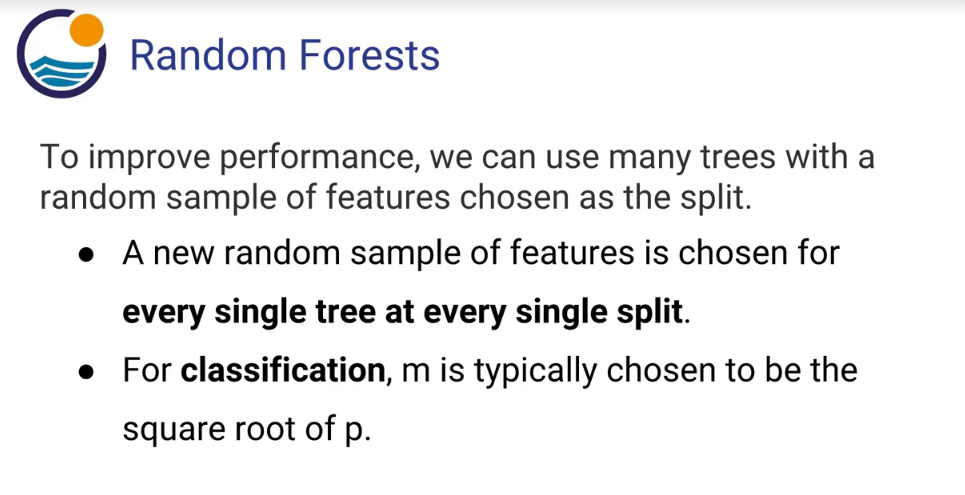 Random Forests
To improve performance, we can use many trees with a
random sample of features chosen as the split.
● A new random sample of features is chosen for
every single tree at every single split.
● For classification, m is typically chosen to be the
square root of p.